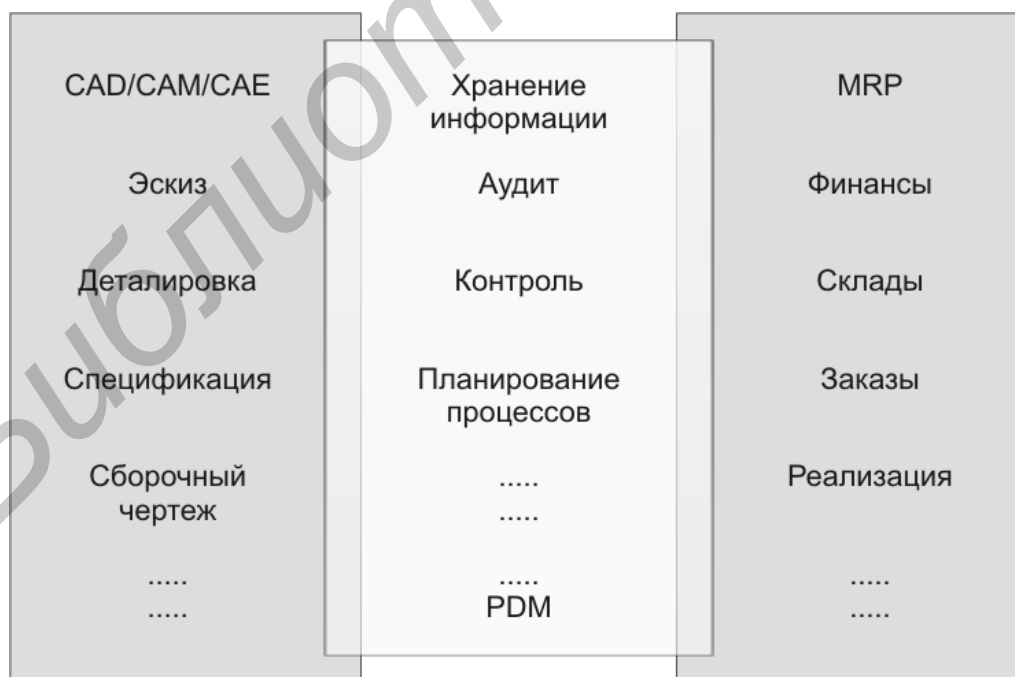 CAD/CAM/CAE
Эскиз
Деталировка
Спецификация
Сборочный
чертеж
.....
.....
Хранение
информации
Аудит
Контроль
Планирование
процессов
.....
.....
.....
PDM
MRP
Финансы
Склады
Заказы
Реализация
.....
.....